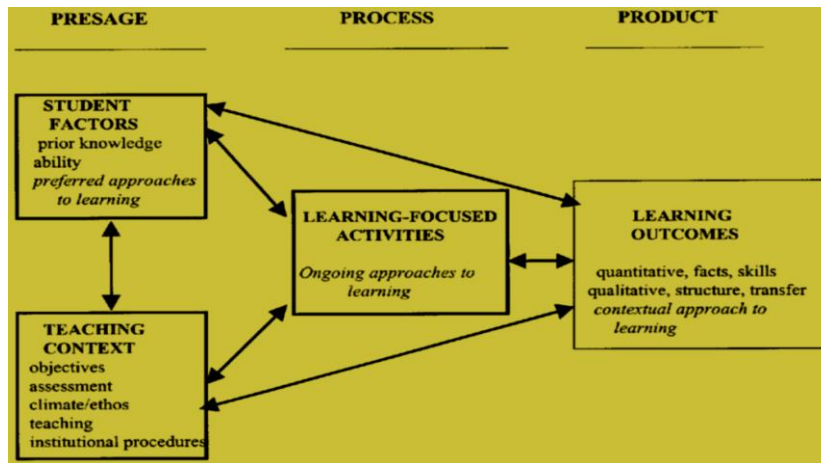 PRESAGE
PROCESS
PRODUCT
STUDENT
FACTORS
prior knowledge
ability
preferred approaches
to learning
LEARNING-FOCUSED
ACTIVITIES
Ongoing approaches to
learning
LEARNING
OUTCOMES
quantitative, facts, skills
qualitative, structure, transfer
contextual approach to
learning
TEACHING
CONTEXT
objectives
assessment
climate/ethos
teaching
institutional procedures